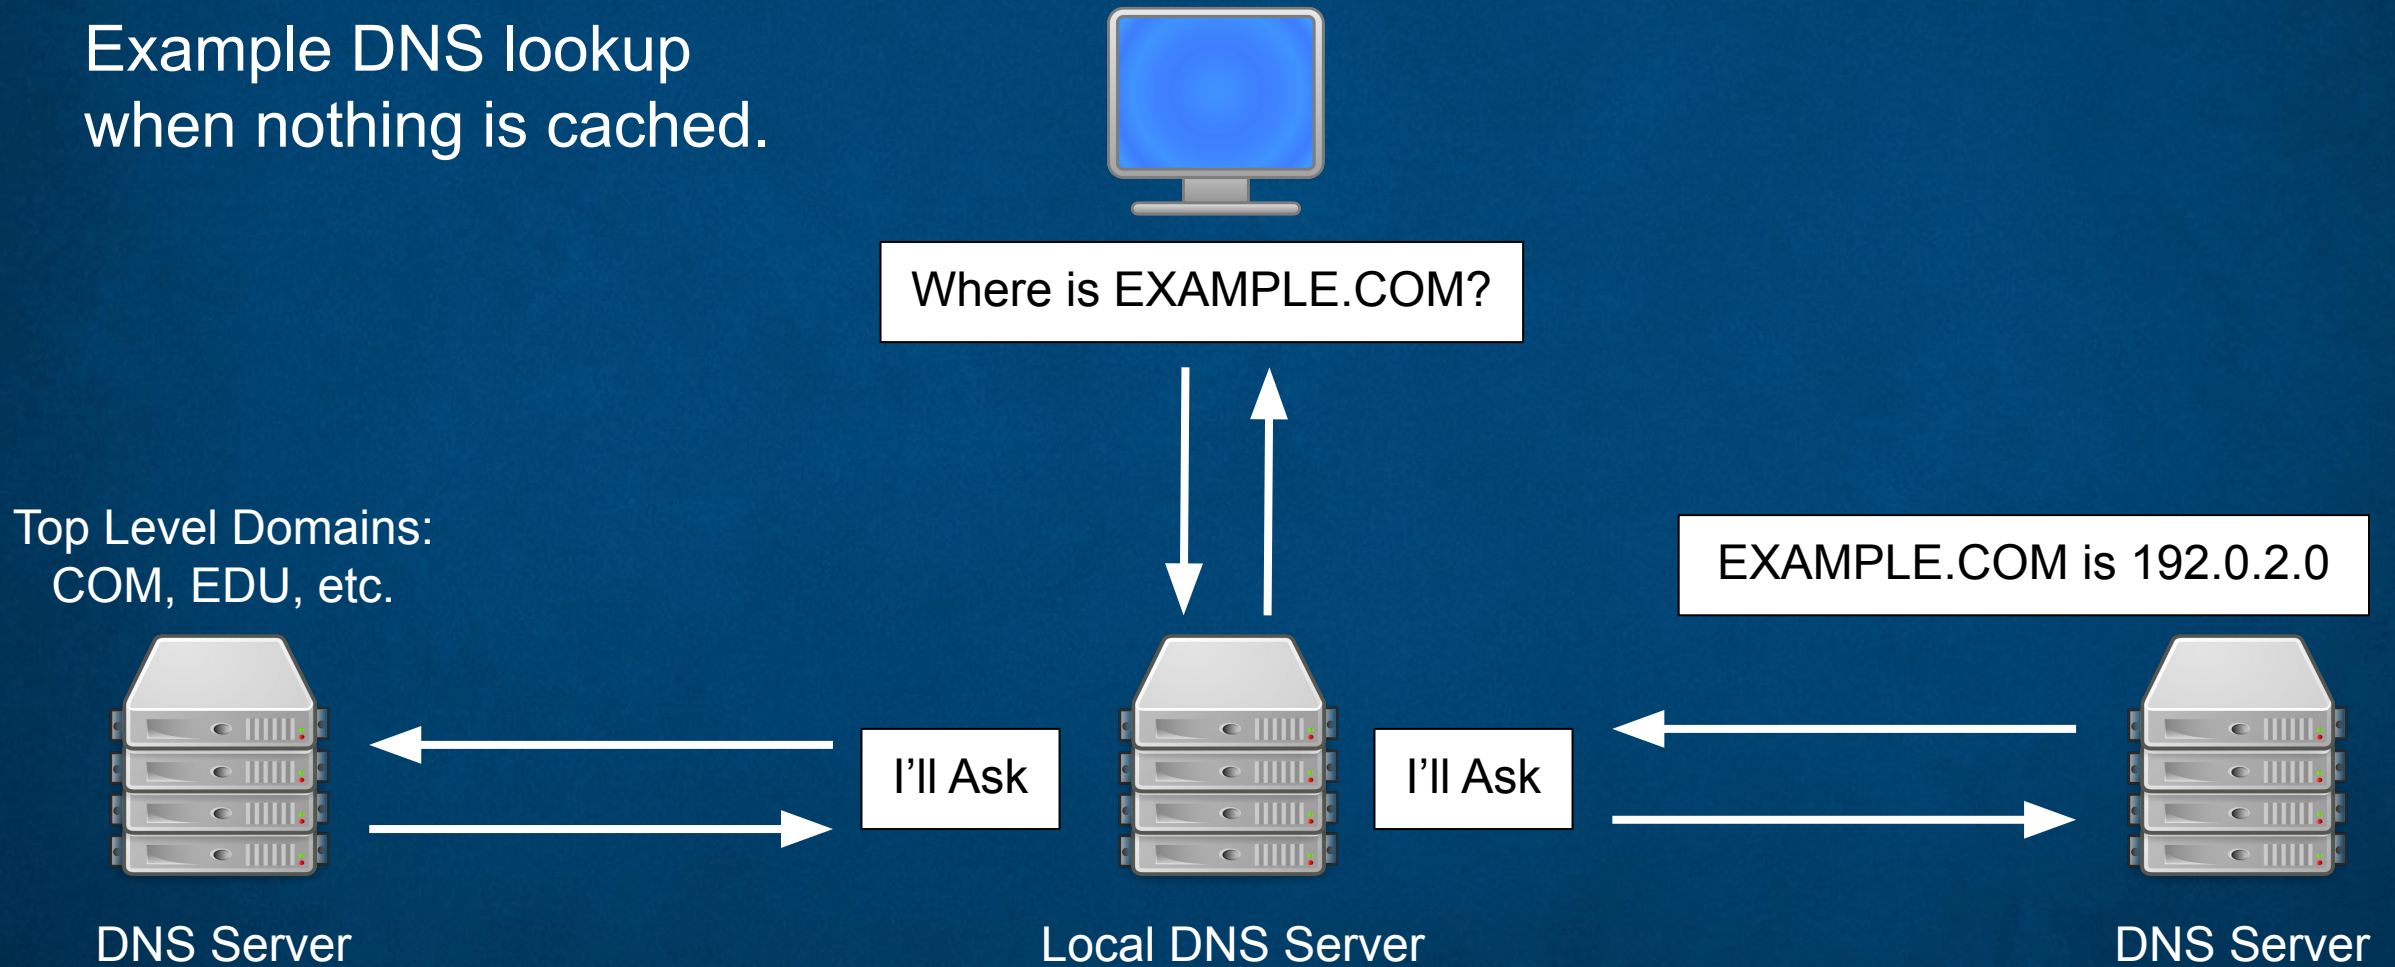 Example DNS lookup
when nothing is cached.
Where is EXAMPLE.COM?
Top Level Domains:
COM, EDU, etc.
EXAMPLE.COM is 192.0.2.0
I’ll Ask
I’ll Ask
DNS Server
Local DNS Server
DNS Server